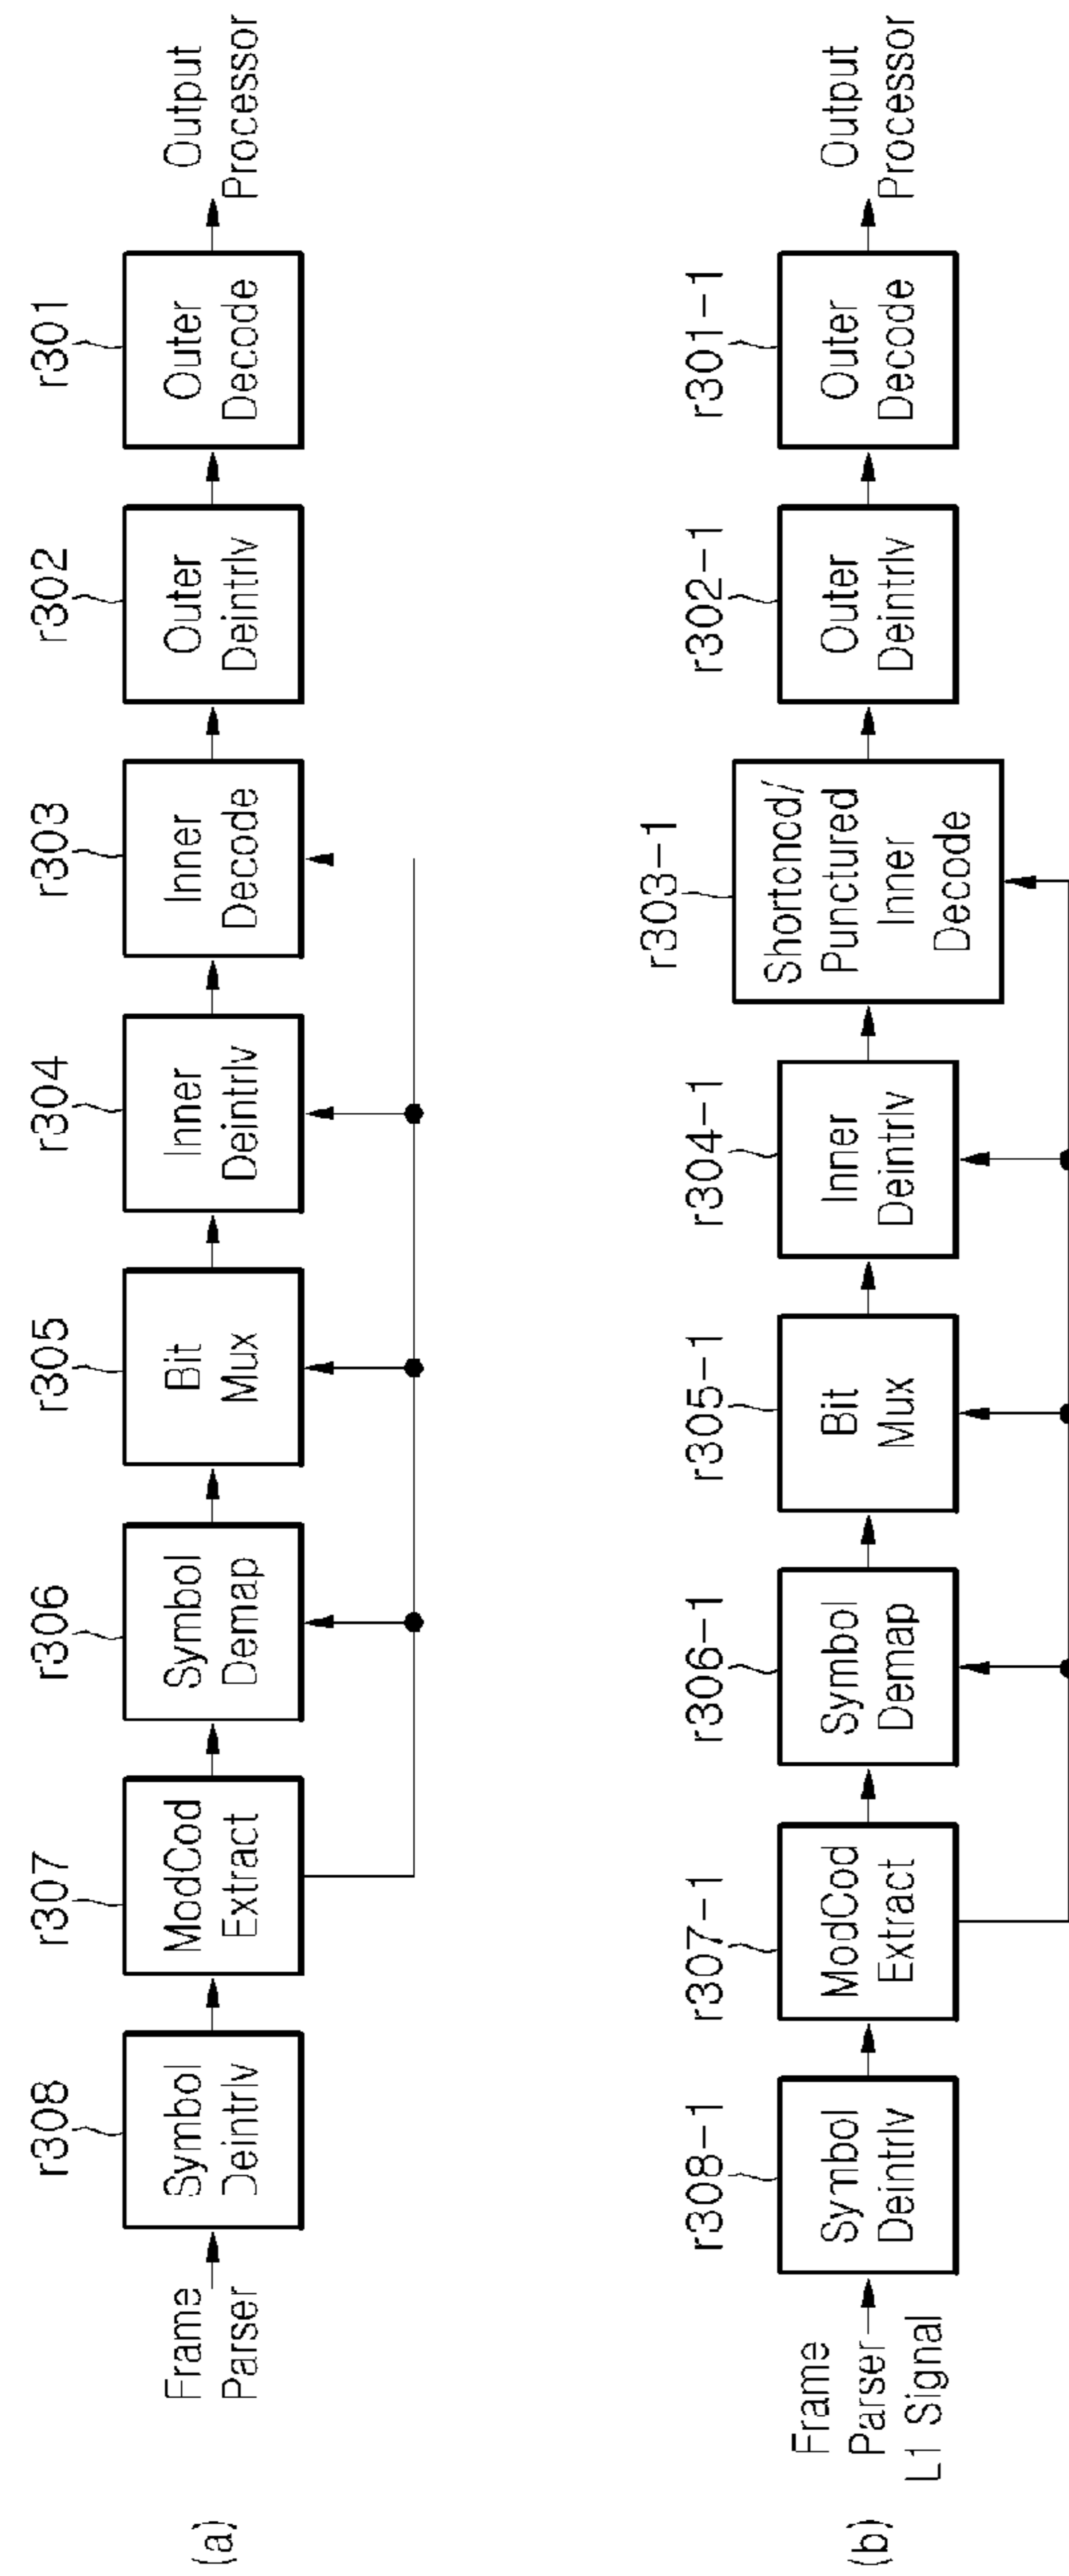 (a)
Frame
Parser
r308
Symbol
Deintrlv
r307
ModCod
Extract
r306
Symbol
Demap
r305
Bit
Mux
r304
Inner
Deintrlv
r303
Inner
Decode
r302
Outer
Deintrlv
r301
Outer
Decode
Output
Processor
(b)
Frame
Parser
L1 Signal
r308-1
Symbol
Deintrlv
r307-1
ModCod
Extract
r306-1
Symbol
Demap
r305-1
Bit
Mux
r304-1
Inner
Deintrlv
r303-1
Shortcncd/
Punctured
Inner
Decode
r302-1
Outer
Deintrlv
r301-1
Outer
Decode
Output
Processor